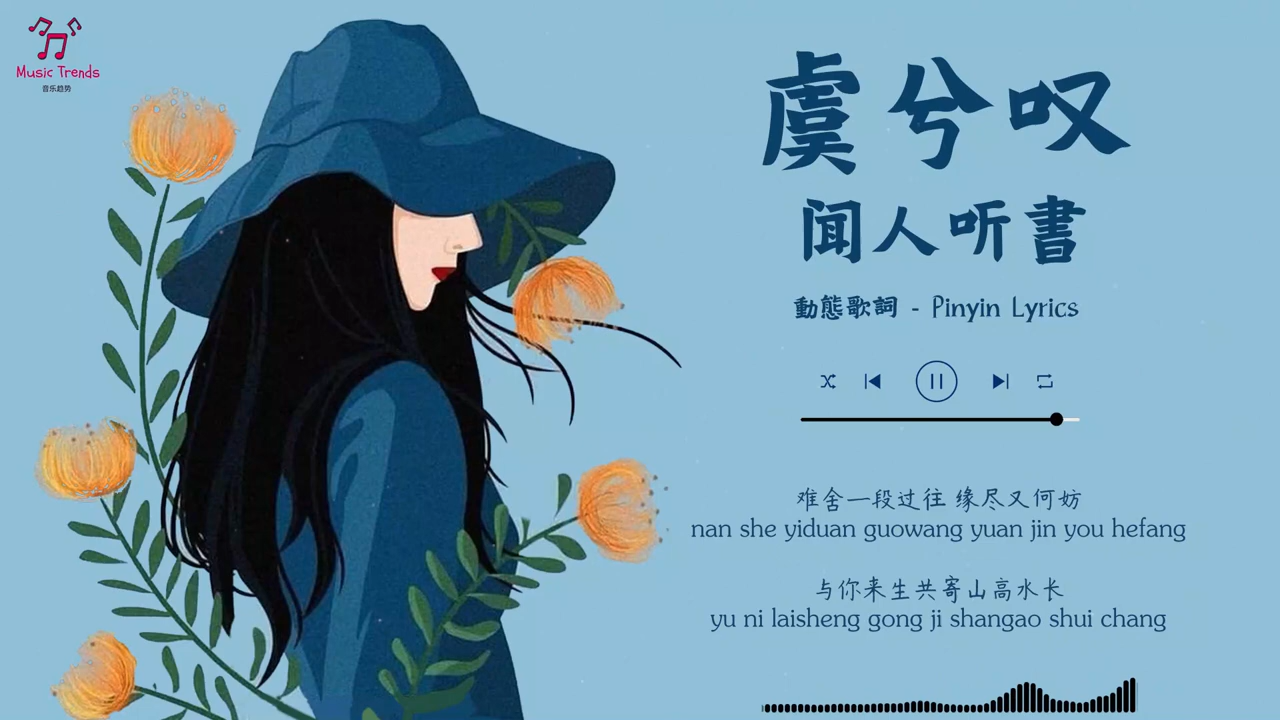 Music Trends
音乐趋势
虞兮叹
闻人听書
動態歌詞 - Pinyin Lyrics
难舍一段过往 缘尽又何妨
nan she yiduan guowang yuan jin you hefang
与你来生共寄山高水长
yu ni laisheng gong ji shangao shui chang